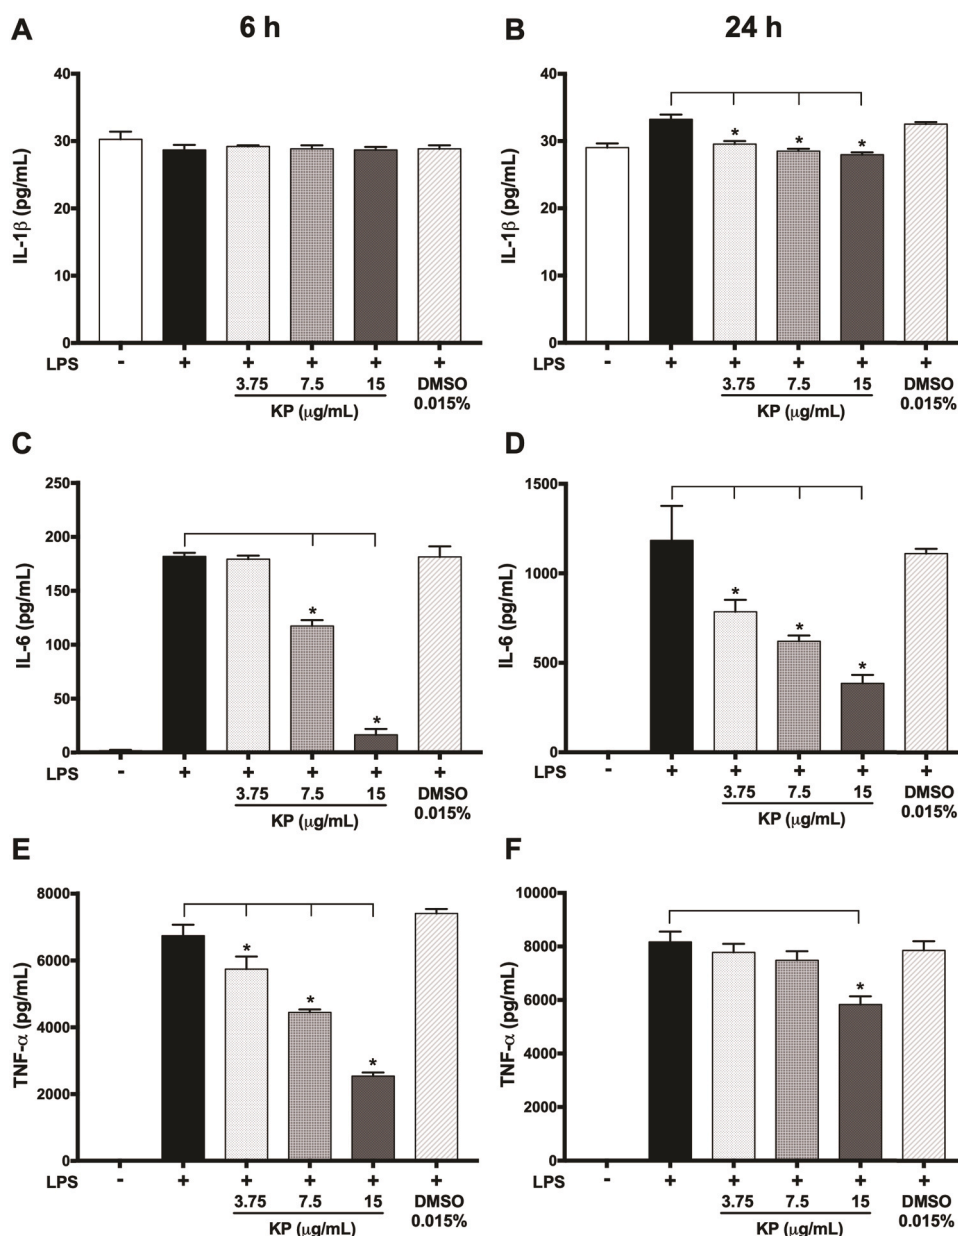 A 6 h
40
30
20
10
0
IL-1β (pg/mL)
LPS - + + + + +
3.75 7.5 15 DMSO
KP (μg/mL) 0.015%
B 24 h
40
30
20
10
0
IL-1β (pg/mL)
* * *
LPS - + + + + +
3.75 7.5 15 DMSO
KP (μg/mL) 0.015%
C
250
200
150
100
50
0
IL-6 (pg/mL)
* *
LPS - + + + + +
3.75 7.5 15 DMSO
KP (μg/mL) 0.015%
D
1500
1000
500
0
IL-6 (pg/mL)
* * *
LPS - + + + + +
3.75 7.5 15 DMSO
KP (μg/mL) 0.015%
E
8000
6000
4000
2000
0
TNF-α (pg/mL)
* * *
LPS - + + + + +
3.75 7.5 15 DMSO
KP (μg/mL) 0.015%
F
10000
8000
6000
4000
2000
0
TNF-α (pg/mL)
*
LPS - + + + + +
3.75 7.5 15 DMSO
KP (μg/mL) 0.015%